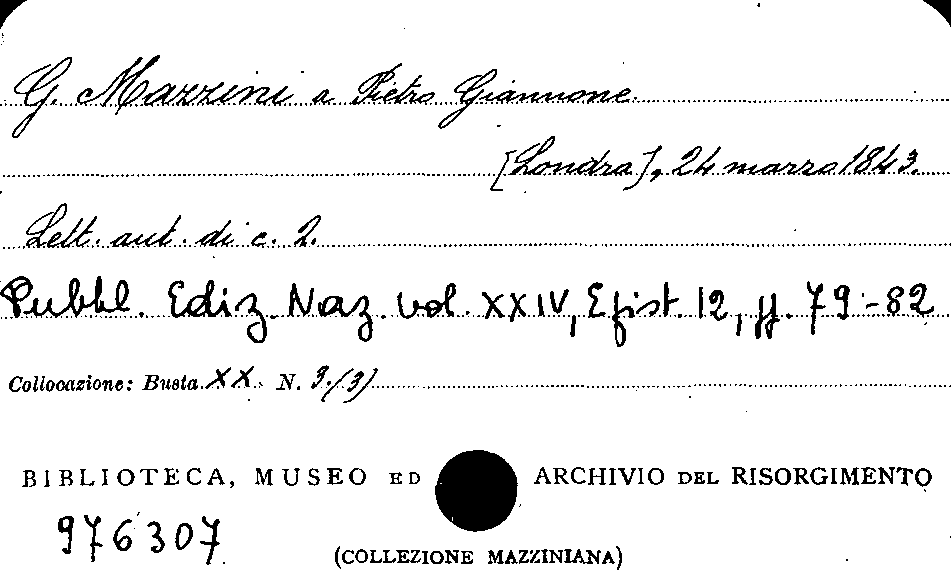 G. Mazzini a Pietro Giannone.
[Londra], 24 marzo 1843.
Lett. aut. di c. 2.
Pubbl. Ediz. Naz. vol. XXIV, Epist. 12, pp. 79-82
Collocazione: Busta XX. N. 3./3)
BIBLIOTECA, MUSEO ED ARCHIVIO DEL RISORGIMENTO
976307
(COLLEZIONE MAZZINIANA)